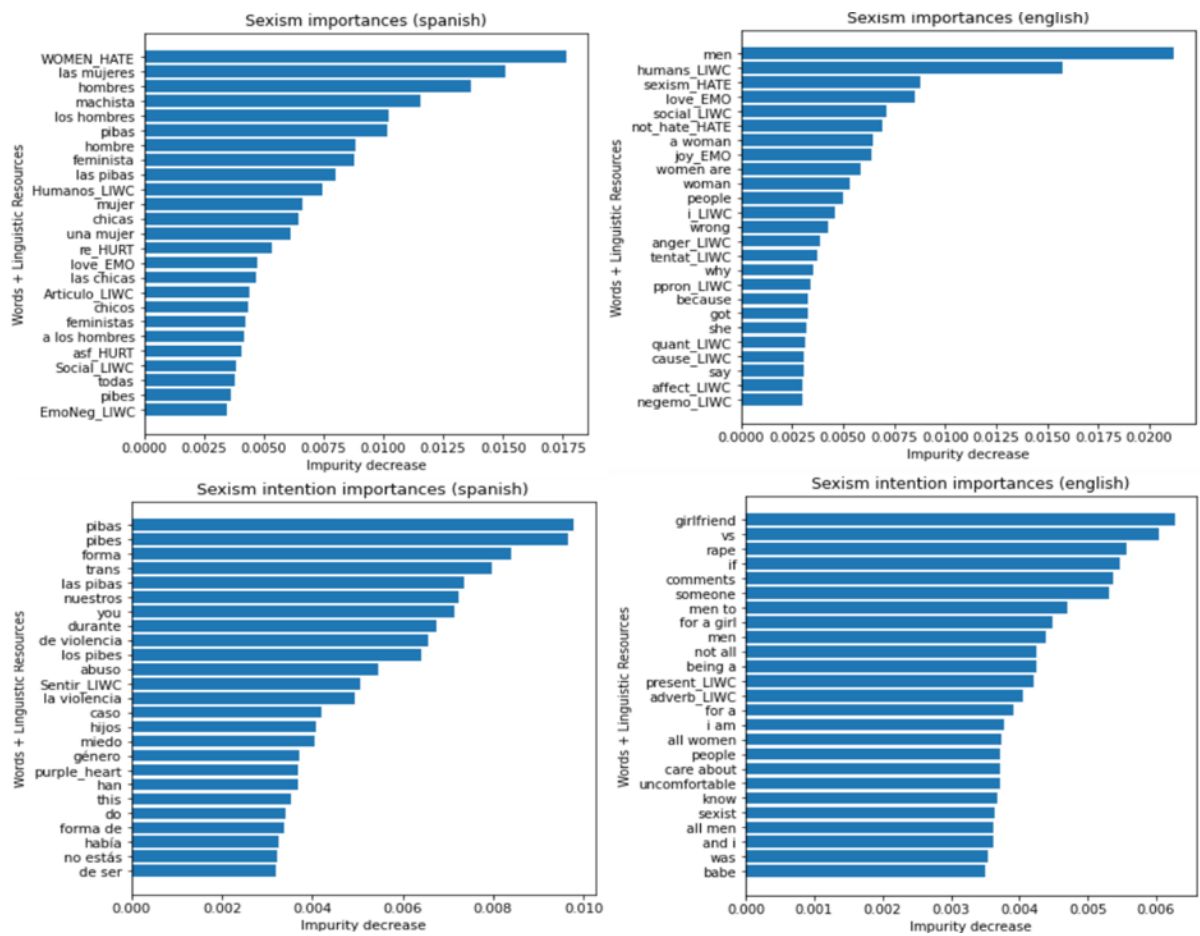 Sexism importances (spanish)
Words + Linguistic Resources
WOMEN_HATE
las mujeres
hombres
machista
los hombres
pibas
hombre
feminista
las pibas
Humanos_LIWC
mujer
chicas
una mujer
re_HURT
love_EMO
las chicas
Articulo_LIWC
chicos
feministas
a los hombres
asf_HURT
Social_LIWC
todas
pibes
EmoNeg_LIWC
0.0000 0.0025 0.0050 0.0075 0.0100 0.0125 0.0150 0.0175
Impurity decrease
Sexism importances (english)
Words + Linguistic Resources
men
humans_LIWC
sexism_HATE
love_EMO
social_LIWC
not_hate_HATE
a woman
joy_EMO
women are
woman
people
i_LIWC
wrong
anger_LIWC
tentat_LIWC
why
ppron_LIWC
because
got
she
quant_LIWC
cause_LIWC
say
affect_LIWC
negemo_LIWC
0.0000 0.0025 0.0050 0.0075 0.0100 0.0125 0.0150 0.0175 0.0200
Impurity decrease
Sexism intention importances (spanish)
Words + Linguistic Resources
pibas
pibes
forma
trans
las pibas
nuestros
you
durante
de violencia
los pibes
abuso
Sentir_LIWC
la violencia
caso
hijos
miedo
género
purple_heart
han
this
do
forma de
había
no estás
de ser
0.000 0.002 0.004 0.006 0.008 0.010
Impurity decrease
Sexism intention importances (english)
Words + Linguistic Resources
girlfriend
vs
rape
if
comments
someone
men to
for a girl
men
not all
being a
present_LIWC
adverb_LIWC
for a
i am
all women
people
care about
uncomfortable
know
sexist
all men
and i
was
babe
0.000 0.001 0.002 0.003 0.004 0.005 0.006
Impurity decrease